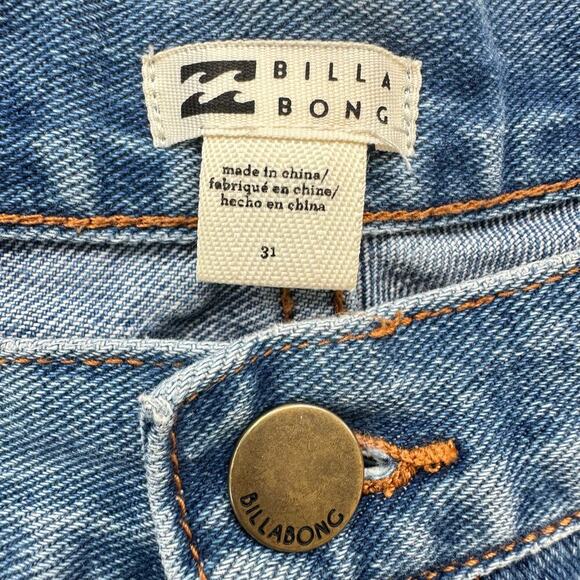 BILLA
BONG
made in china/
fabriqué en chine/
hecho en china
31
BILLABONG